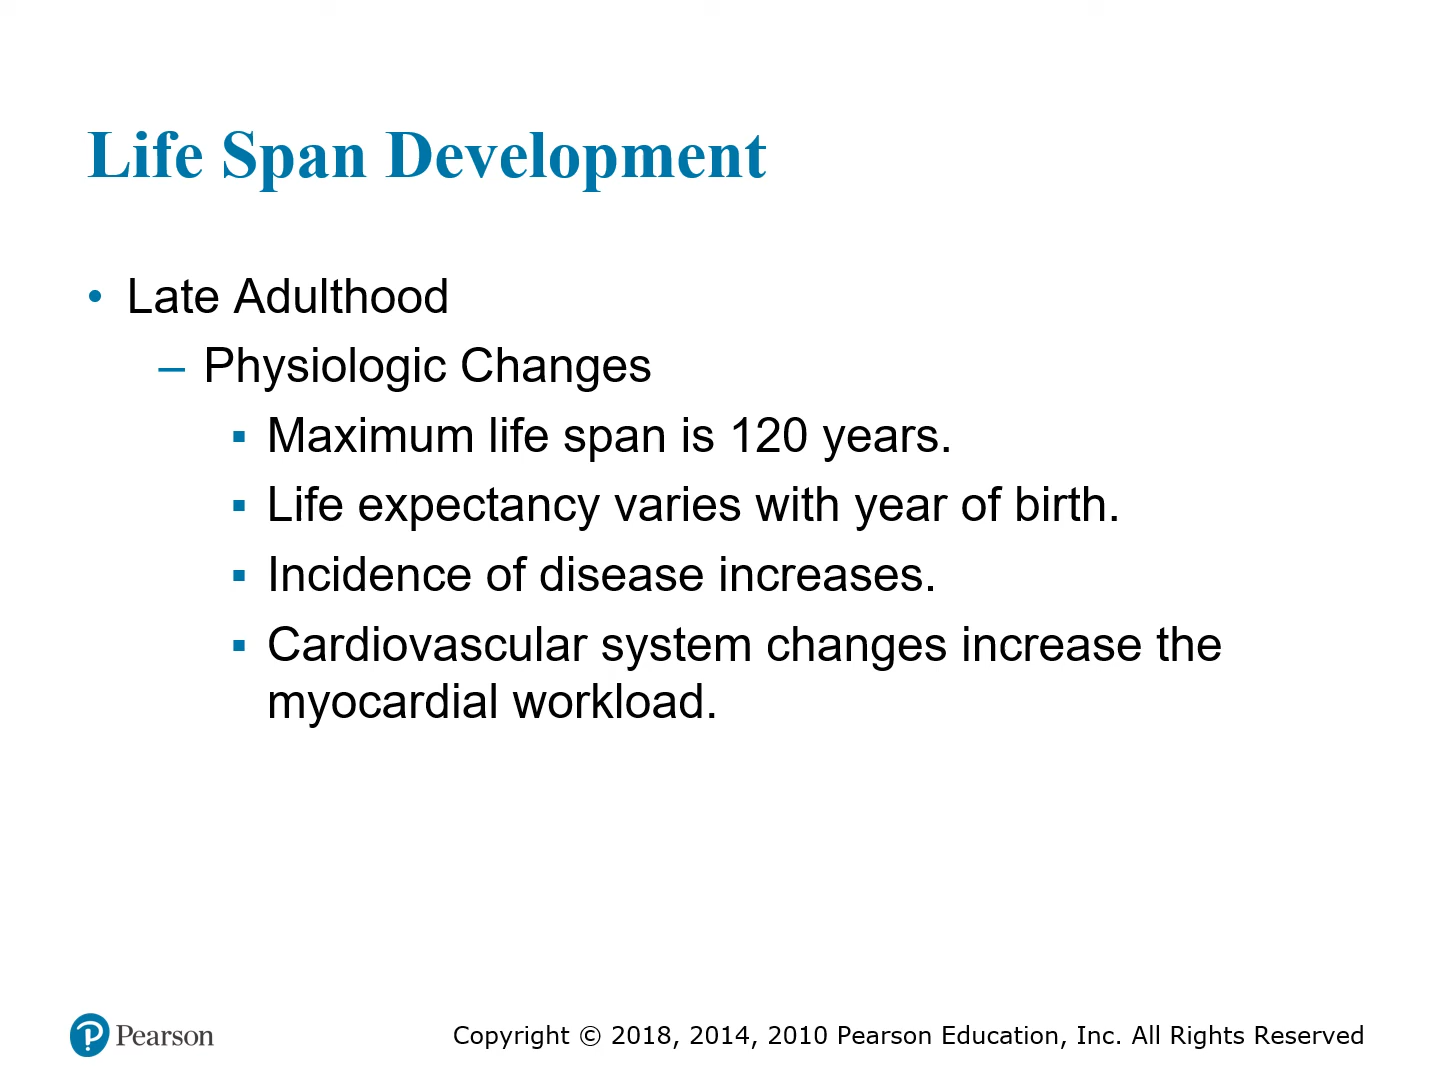 Life Span Development
• Late Adulthood
– Physiologic Changes
▪ Maximum life span is 120 years.
▪ Life expectancy varies with year of birth.
▪ Incidence of disease increases.
▪ Cardiovascular system changes increase the
myocardial workload.
Pearson
Copyright © 2018, 2014, 2010 Pearson Education, Inc. All Rights Reserved